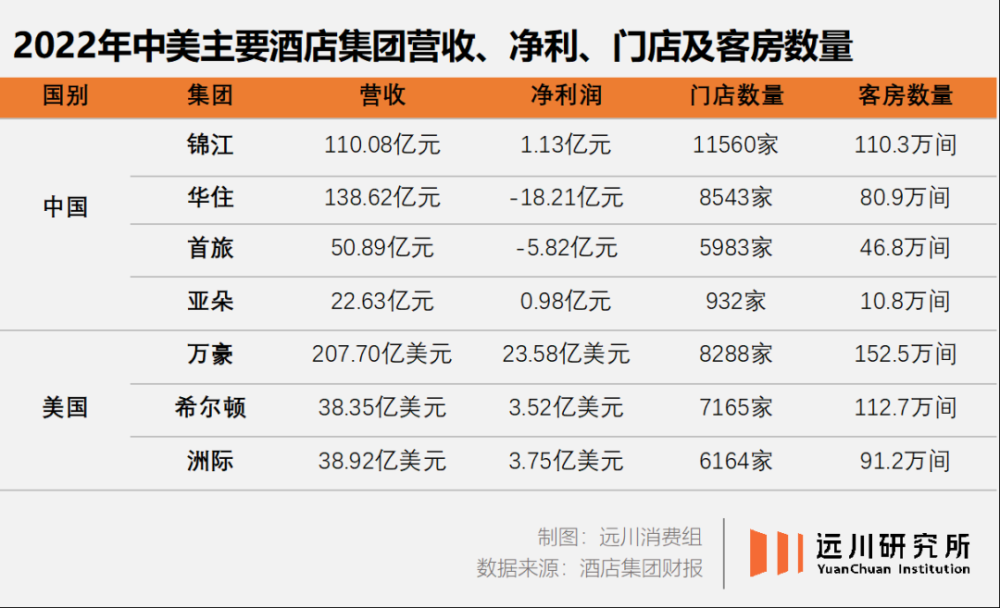 2022年中美主要酒店集团营收、净利、门店及客房数量
国别 集团 营收 净利润 门店数量 客房数量
中国
锦江 110.08亿元 1.13亿元 11560家 110.3万间
华住 138.62亿元 -18.21亿元 8543家 80.9万间
首旅 50.89亿元 -5.82亿元 5983家 46.8万间
亚朵 22.63亿元 0.98亿元 932家 10.8万间
美国
万豪 207.70亿美元 23.58亿美元 8288家 152.5万间
希尔顿 38.35亿美元 3.52亿美元 7165家 112.7万间
洲际 38.92亿美元 3.75亿美元 6164家 91.2万间
制图：远川消费组
数据来源：酒店集团财报
远川研究所
YuanChuan Institution